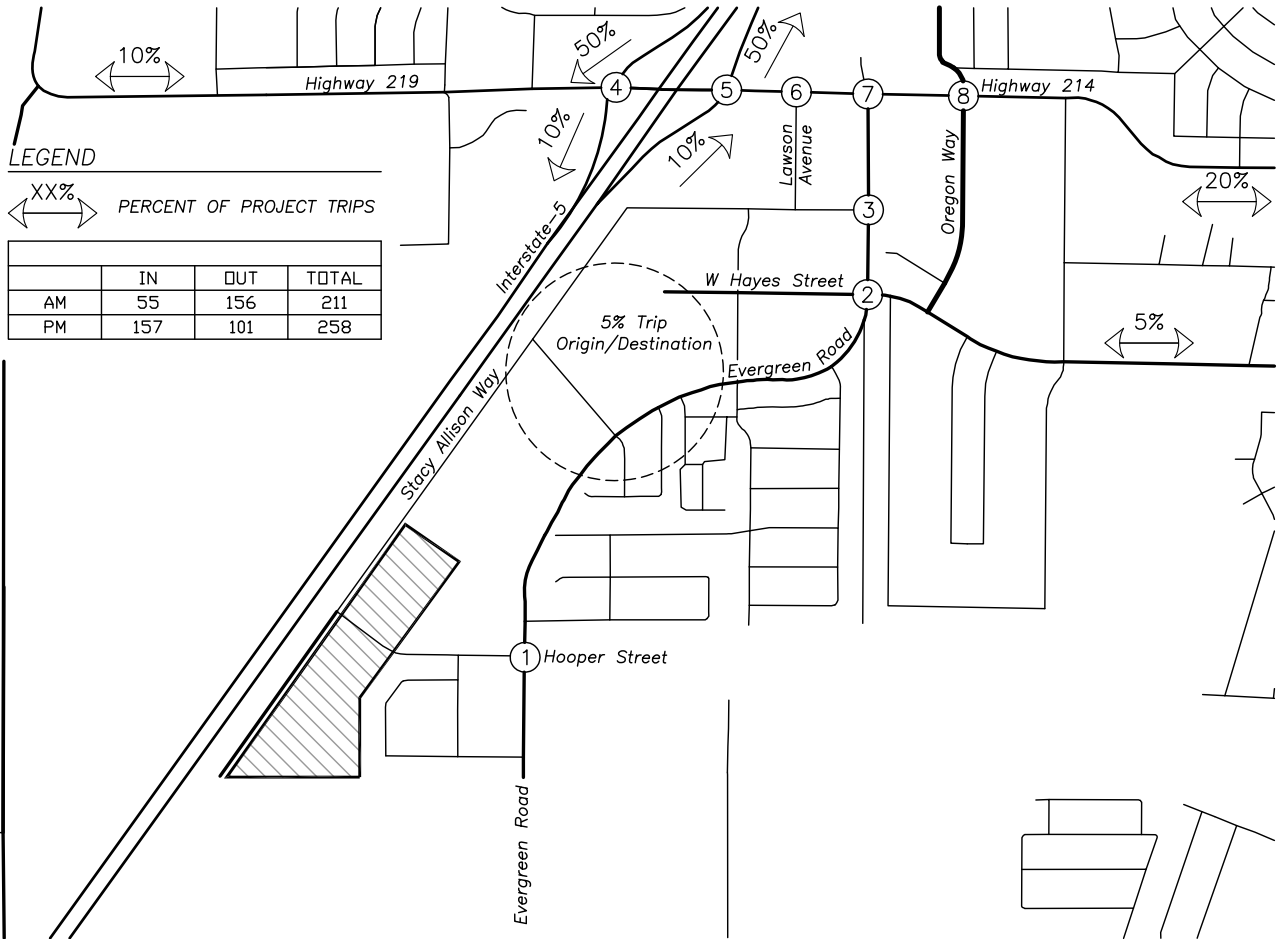 50%
50%
10%
Highway 219
4
5
6
7
8
Highway 214
10%
10%
Lawson
Avenue
Oregon Way
LEGEND
XX%
PERCENT OF PROJECT TRIPS
20%
IN OUT TOTAL
AM 55 156 211
PM 157 101 258
3
Interstate-5
W Hayes Street
2
5% Trip
Origin/Destination
5%
Evergreen Road
Stacy Allison Way
1
Hooper Street
Evergreen Road